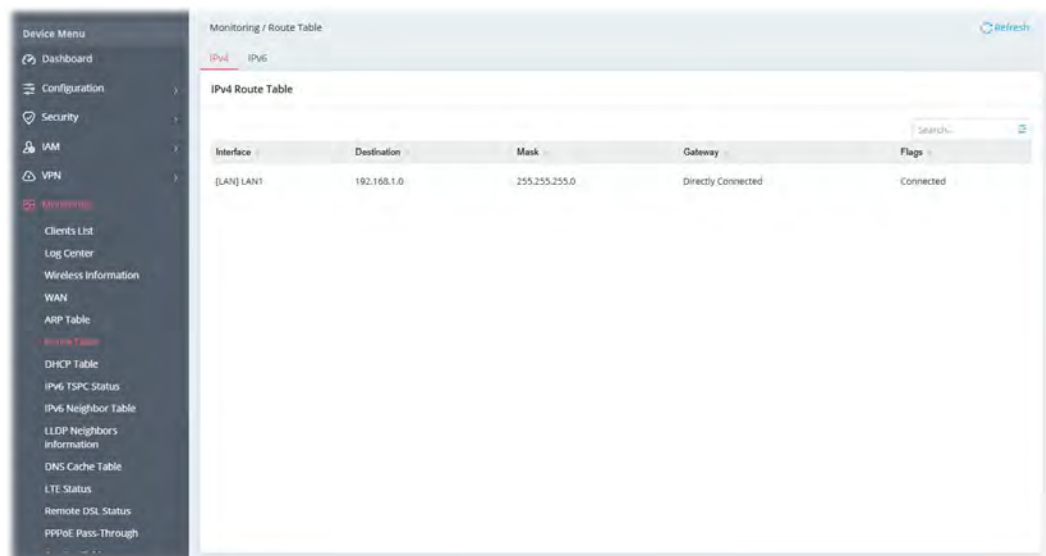 Device Menu
Dashboard
Configuration
Security
IAM
VPN
Monitoring
Clients List
Log Center
Wireless Information
WAN
ARP Table
Route Table
DHCP Table
IPv6 TSPC Status
IPv6 Neighbor Table
LLDP Neighbors
Information
DNS Cache Table
LTE Status
Remote DSL Status
PPPoE Pass-Through
Monitoring / Route Table
Refresh
IPv4 IPv6
IPv4 Route Table
Search...
Interface Destination Mask Gateway Flags
[LAN] LAN1 192.168.1.0 255.255.255.0 Directly Connected Connected